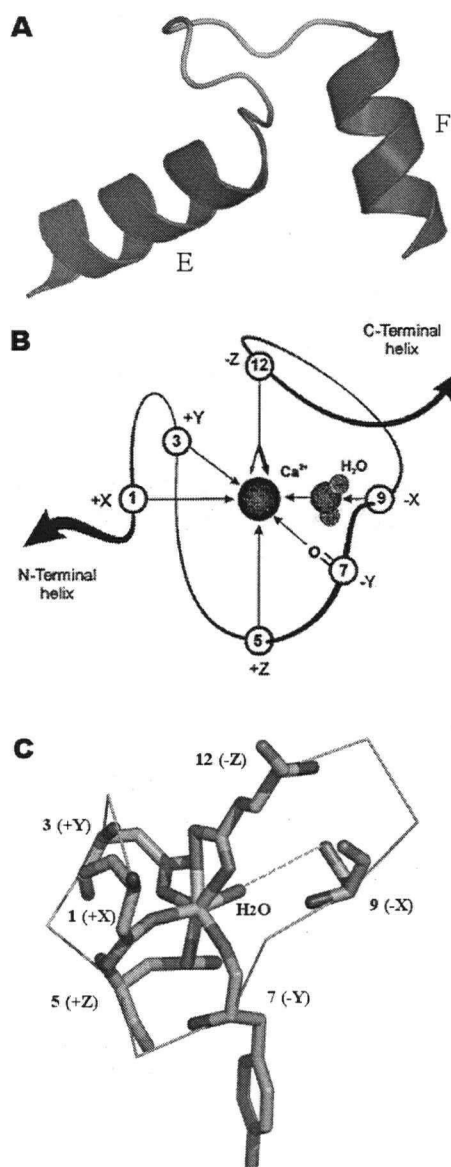 A
E
F
B
C-Terminal
helix
-Z
12
+Y
3
Ca²⁺
H₂O
+X
1
9
-X
N-Terminal
helix
O
7
-Y
5
+Z
C
12 (-Z)
3 (+Y)
H2O
1 (+X)
9 (-X)
5 (+Z)
7 (-Y)